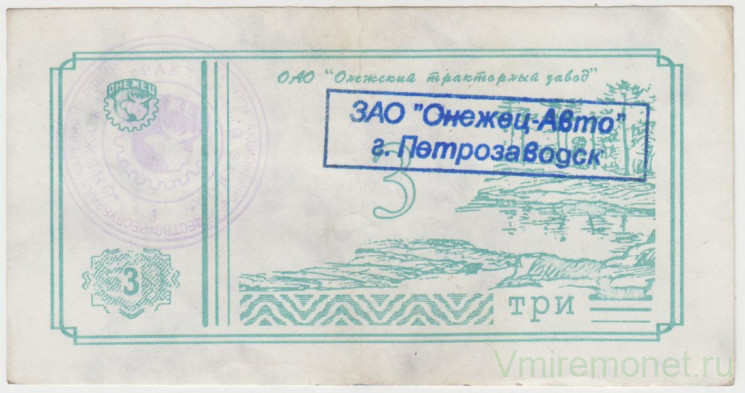 ОНЕЖЕЦ
ОАО "Онежский тракторный завод"
ЗАО "Онежец-Авто"
г. Петрозаводск
3
3
три
Vmiremonet.ru